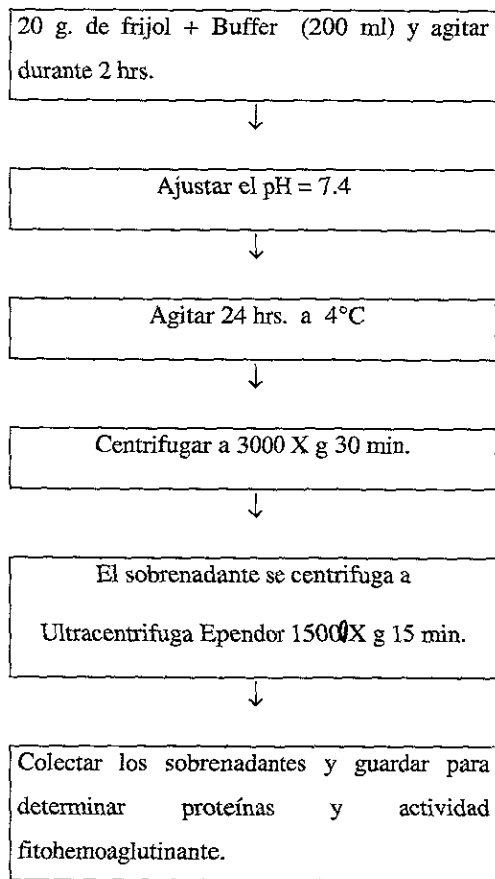 20 g. de frijol + Buffer (200 ml) y agitar
durante 2 hrs.
↓
Ajustar el pH = 7.4
↓
Agitar 24 hrs. a 4°C
↓
Centrifugar a 3000 X g 30 min.
↓
El sobrenadante se centrifuga a
Ultracentrifuga Ependor 15000X g 15 min.
↓
Colectar los sobrenadantes y guardar para
determinar proteínas y actividad
fitohemoaglutinante.